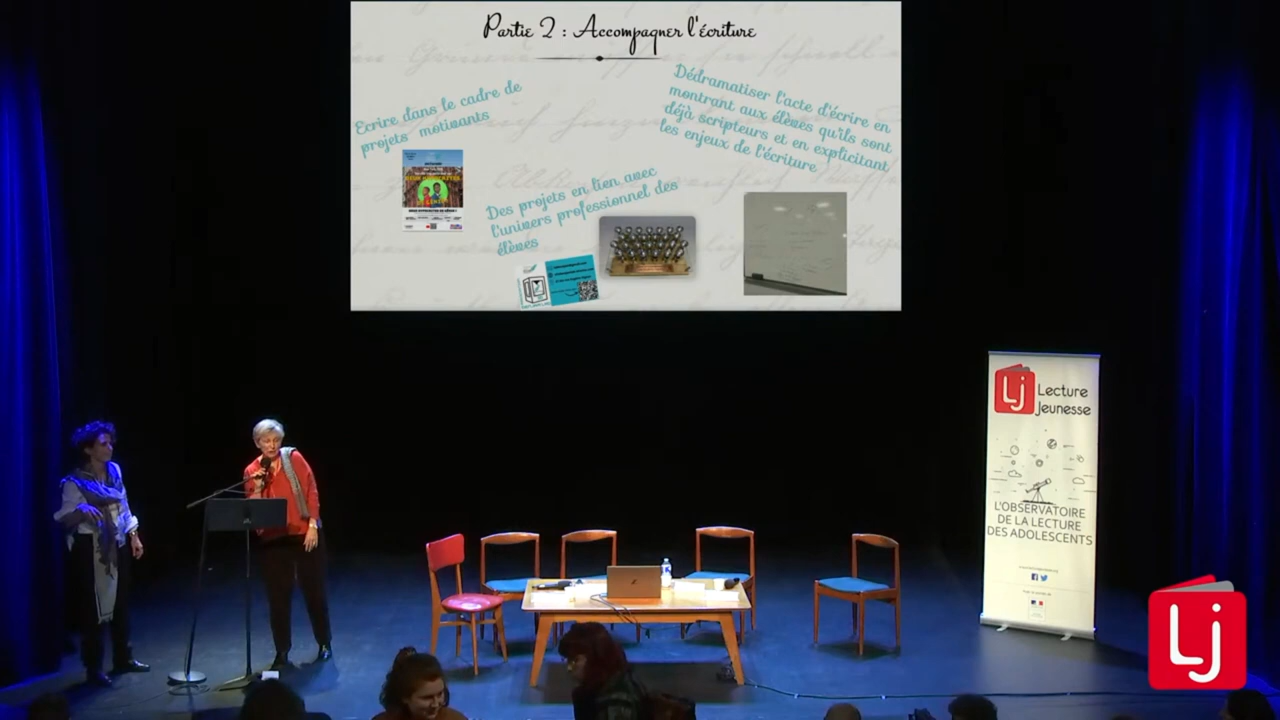 Partie 2 : Accompagner l'écriture
Ecrire dans le cadre de
projets motivants
Dédramatiser l'acte d'écrire en
montrant aux élèves qu'ils sont
déjà scripteurs et en explicitant
les enjeux de l'écriture
Des projets en lien avec
l'univers professionnel des
élèves
Lj Lecture
jeunesse
L'OBSERVATOIRE
DE LA LECTURE
DES ADOLESCENTS
Lj